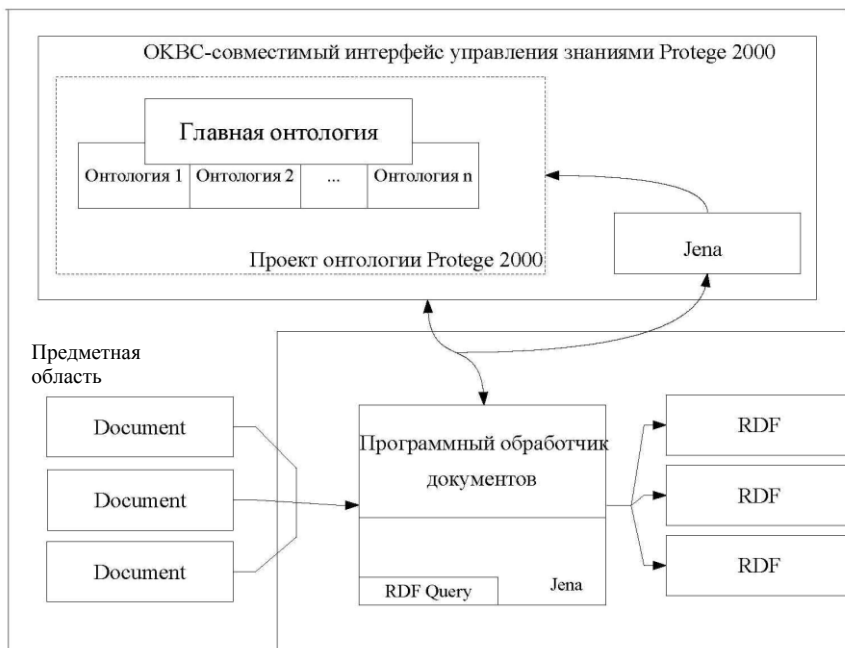 ОКВС-совместимый интерфейс управления знаниями Protege 2000
Главная онтология
Онтология 1 Онтология 2 ... Онтология n
Проект онтологии Protege 2000
Jena
Предметная
область
Document
Document
Document
Программный обработчик
документов
RDF Query
Jena
RDF
RDF
RDF